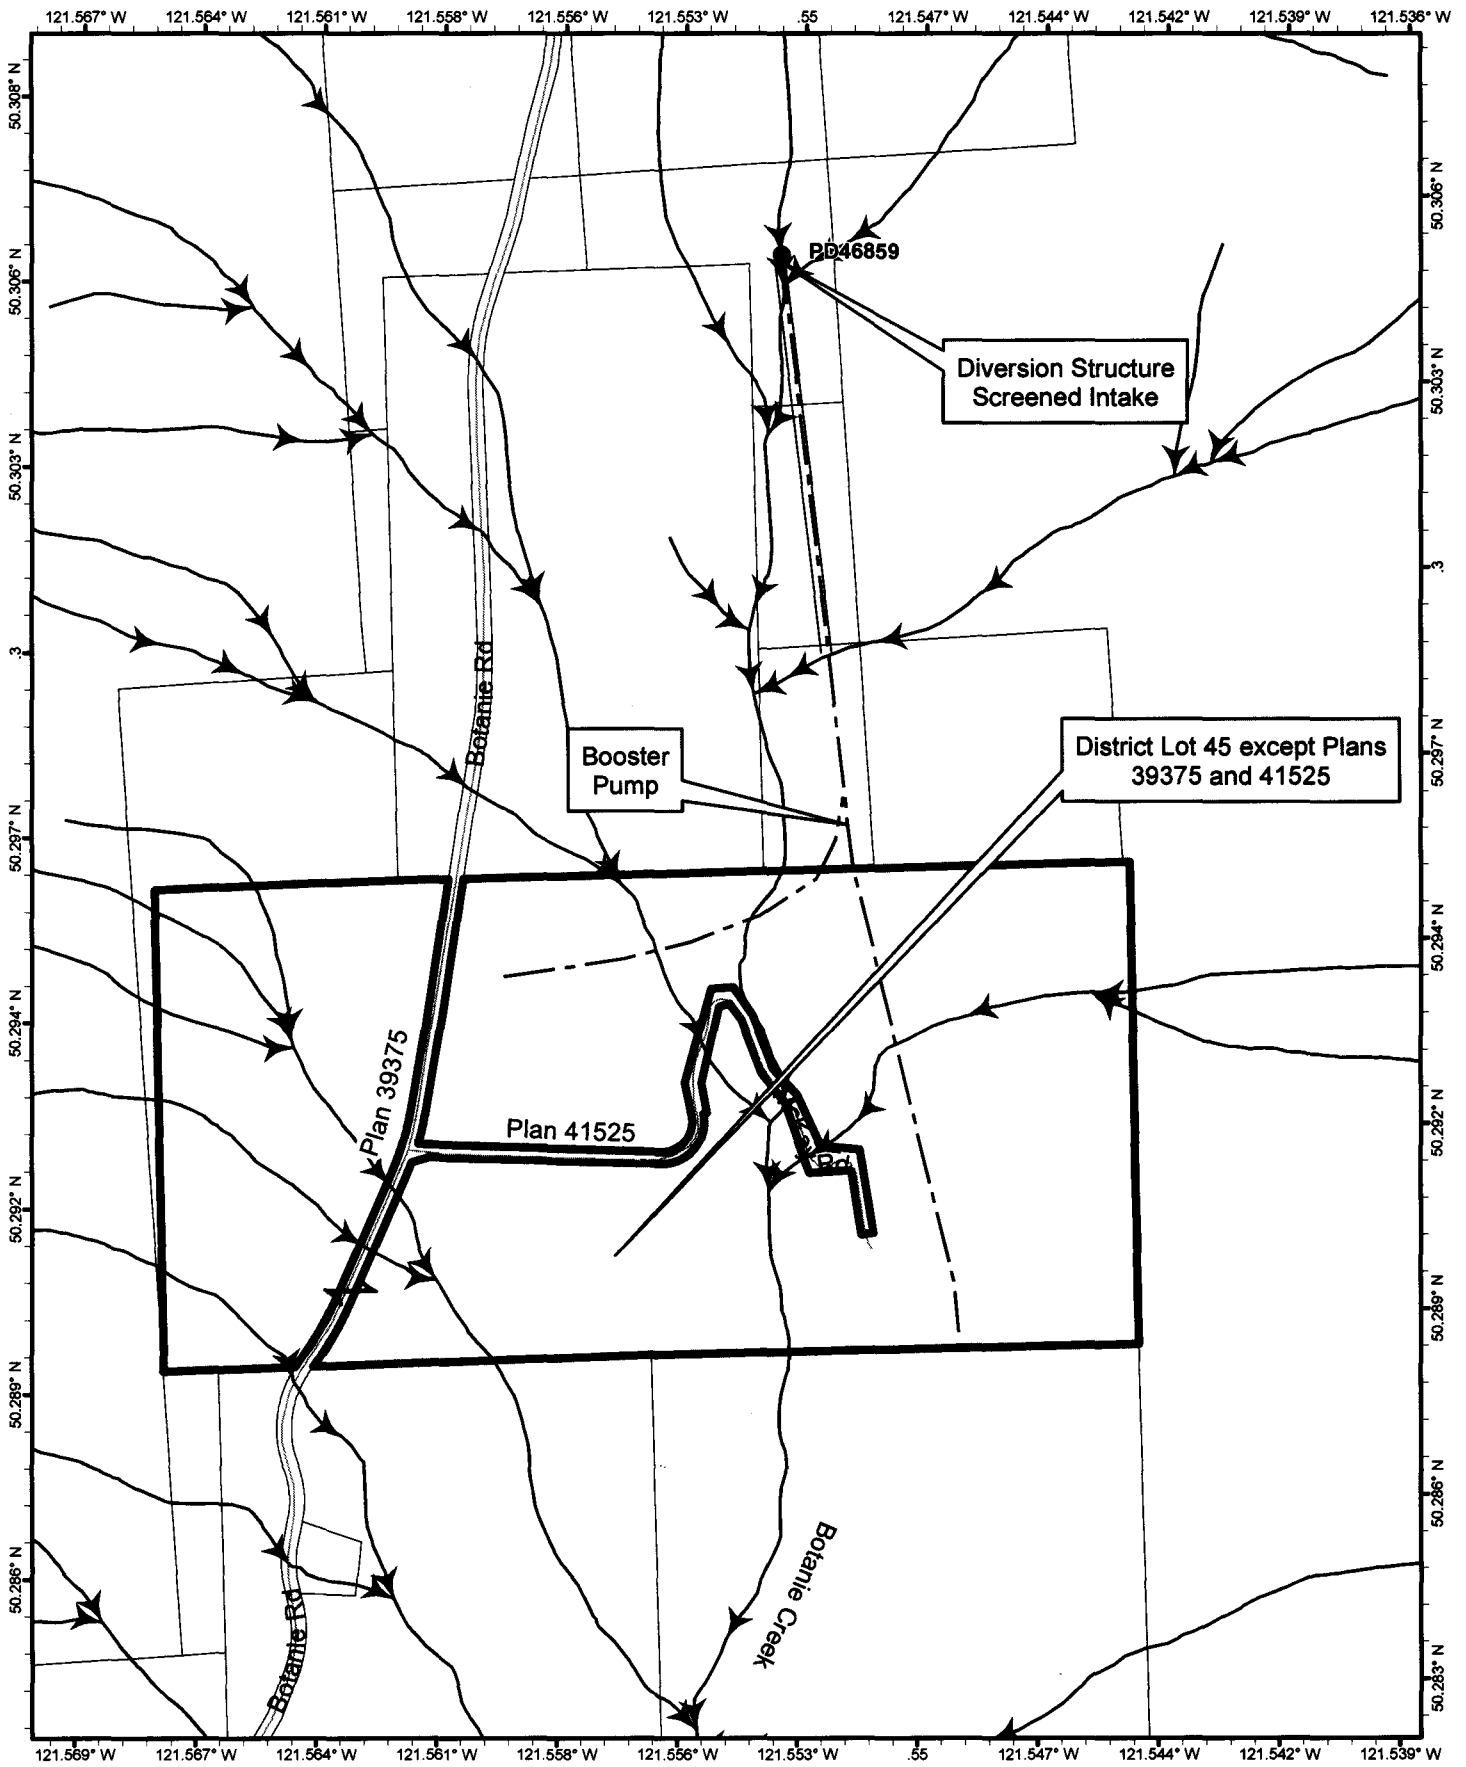 121.567° W
121.564° W
121.561° W
121.558° W
121.556° W
121.553° W
.55
121.547° W
121.544° W
121.542° W
121.539° W
121.536° W
50.308° N
50.306° N
50.303° N
.3
50.297° N
50.294° N
50.292° N
50.289° N
50.286° N
PD46859
Diversion Structure
Screened Intake
Botanie Rd
Booster
Pump
District Lot 45 except Plans
39375 and 41525
Plan 39375
Plan 41525
Rd
Botanie Creek
Botanie Rd
50.306° N
50.303° N
.3
50.297° N
50.294° N
50.292° N
50.289° N
50.286° N
50.283° N
121.569° W
121.567° W
121.564° W
121.561° W
121.558° W
121.556° W
121.553° W
.55
121.547° W
121.544° W
121.542° W
121.539° W